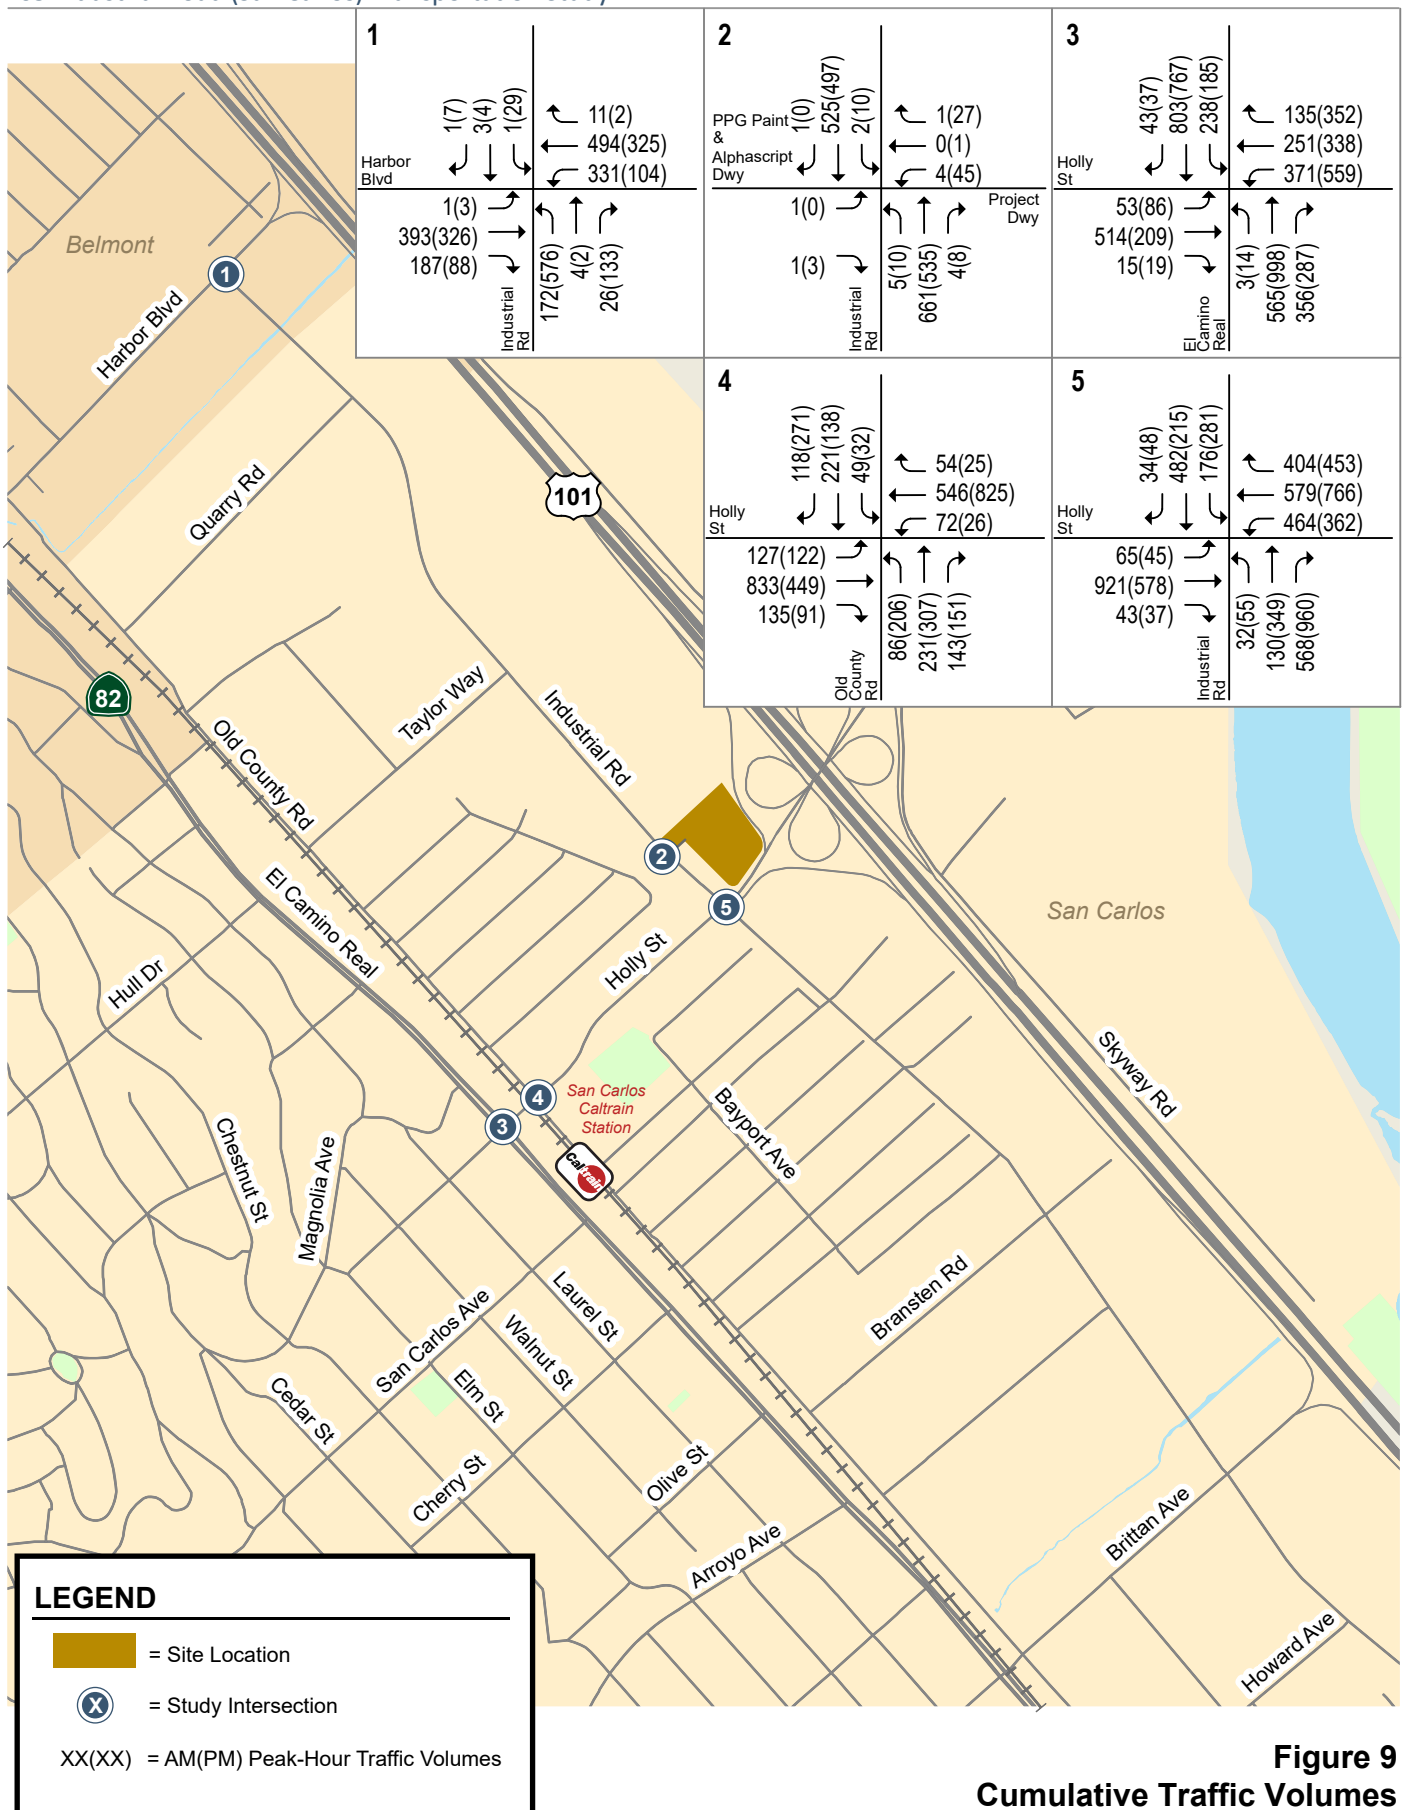 1
1(7)
3(4)
1(29)
11(2)
494(325)
331(104)
Harbor
Blvd
1(3)
393(326)
187(88)
Industrial
Rd
172(576)
4(2)
26(133)
2
PPG Paint
&
Alphascript
Dwy
1(0)
525(497)
2(10)
1(27)
0(1)
4(45)
Project
Dwy
1(0)
1(3)
Industrial
Rd
5(10)
661(535)
4(8)
3
43(37)
803(767)
238(185)
135(352)
251(338)
371(559)
Holly
St
53(86)
514(209)
15(19)
El
Camino
Real
3(14)
565(998)
356(287)
4
118(271)
221(138)
49(32)
54(25)
546(825)
72(26)
Holly
St
127(122)
833(449)
135(91)
Old
County
Rd
86(206)
231(307)
143(151)
5
34(48)
482(215)
176(281)
404(453)
579(766)
464(362)
Holly
St
65(45)
921(578)
43(37)
Industrial
Rd
32(55)
130(349)
568(960)
Belmont
1
Harbor Blvd
Quarry Rd
101
82
Old County Rd
Taylor Way
Industrial Rd
2
5
El Camino Real
Hull Dr
Holly St
San Carlos
Skyway Rd
4
3
San Carlos
Caltrain
Station
Caltrain
Bayport Ave
Chestnut St
Magnolia Ave
Bransten Rd
San Carlos Ave
Laurel St
Walnut St
Elm St
Cedar St
Cherry St
Olive St
Arroyo Ave
Brittan Ave
Howard Ave
LEGEND
= Site Location
X = Study Intersection
XX(XX) = AM(PM) Peak-Hour Traffic Volumes
Figure 9
Cumulative Traffic Volumes